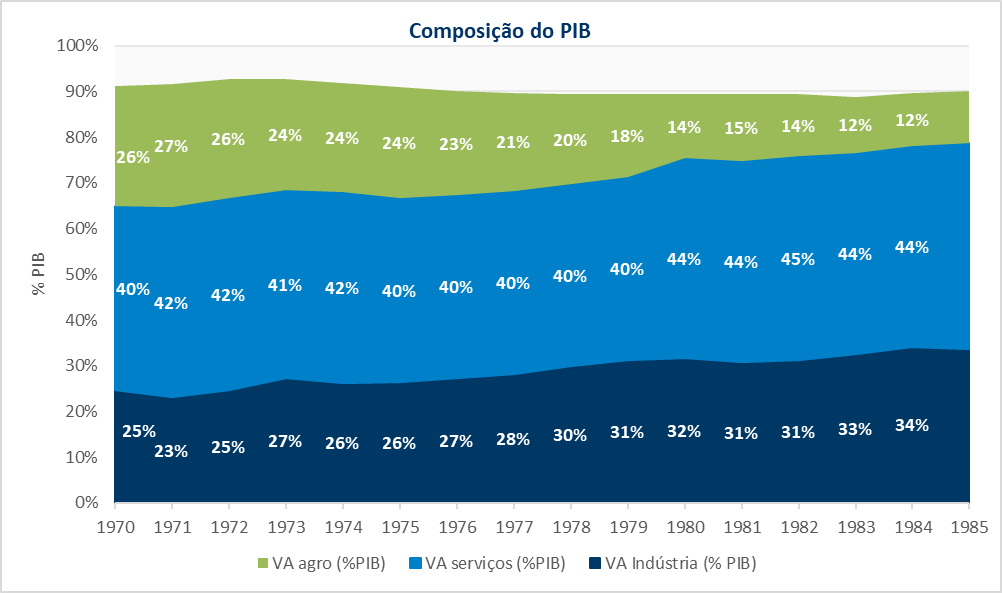 Composição do PIB
100%
90%
80%
70%
60%
50%
40%
30%
20%
10%
0%
% PIB
26% 27% 26% 24% 24% 24% 23% 21% 20% 18% 14% 15% 14% 12% 12%
40% 42% 42% 41% 42% 40% 40% 40% 40% 40% 44% 44% 45% 44% 44%
25% 23% 25% 27% 26% 26% 27% 28% 30% 31% 32% 31% 31% 33% 34%
1970 1971 1972 1973 1974 1975 1976 1977 1978 1979 1980 1981 1982 1983 1984 1985
VA agro (%PIB) VA serviços (%PIB) VA Indústria (% PIB)